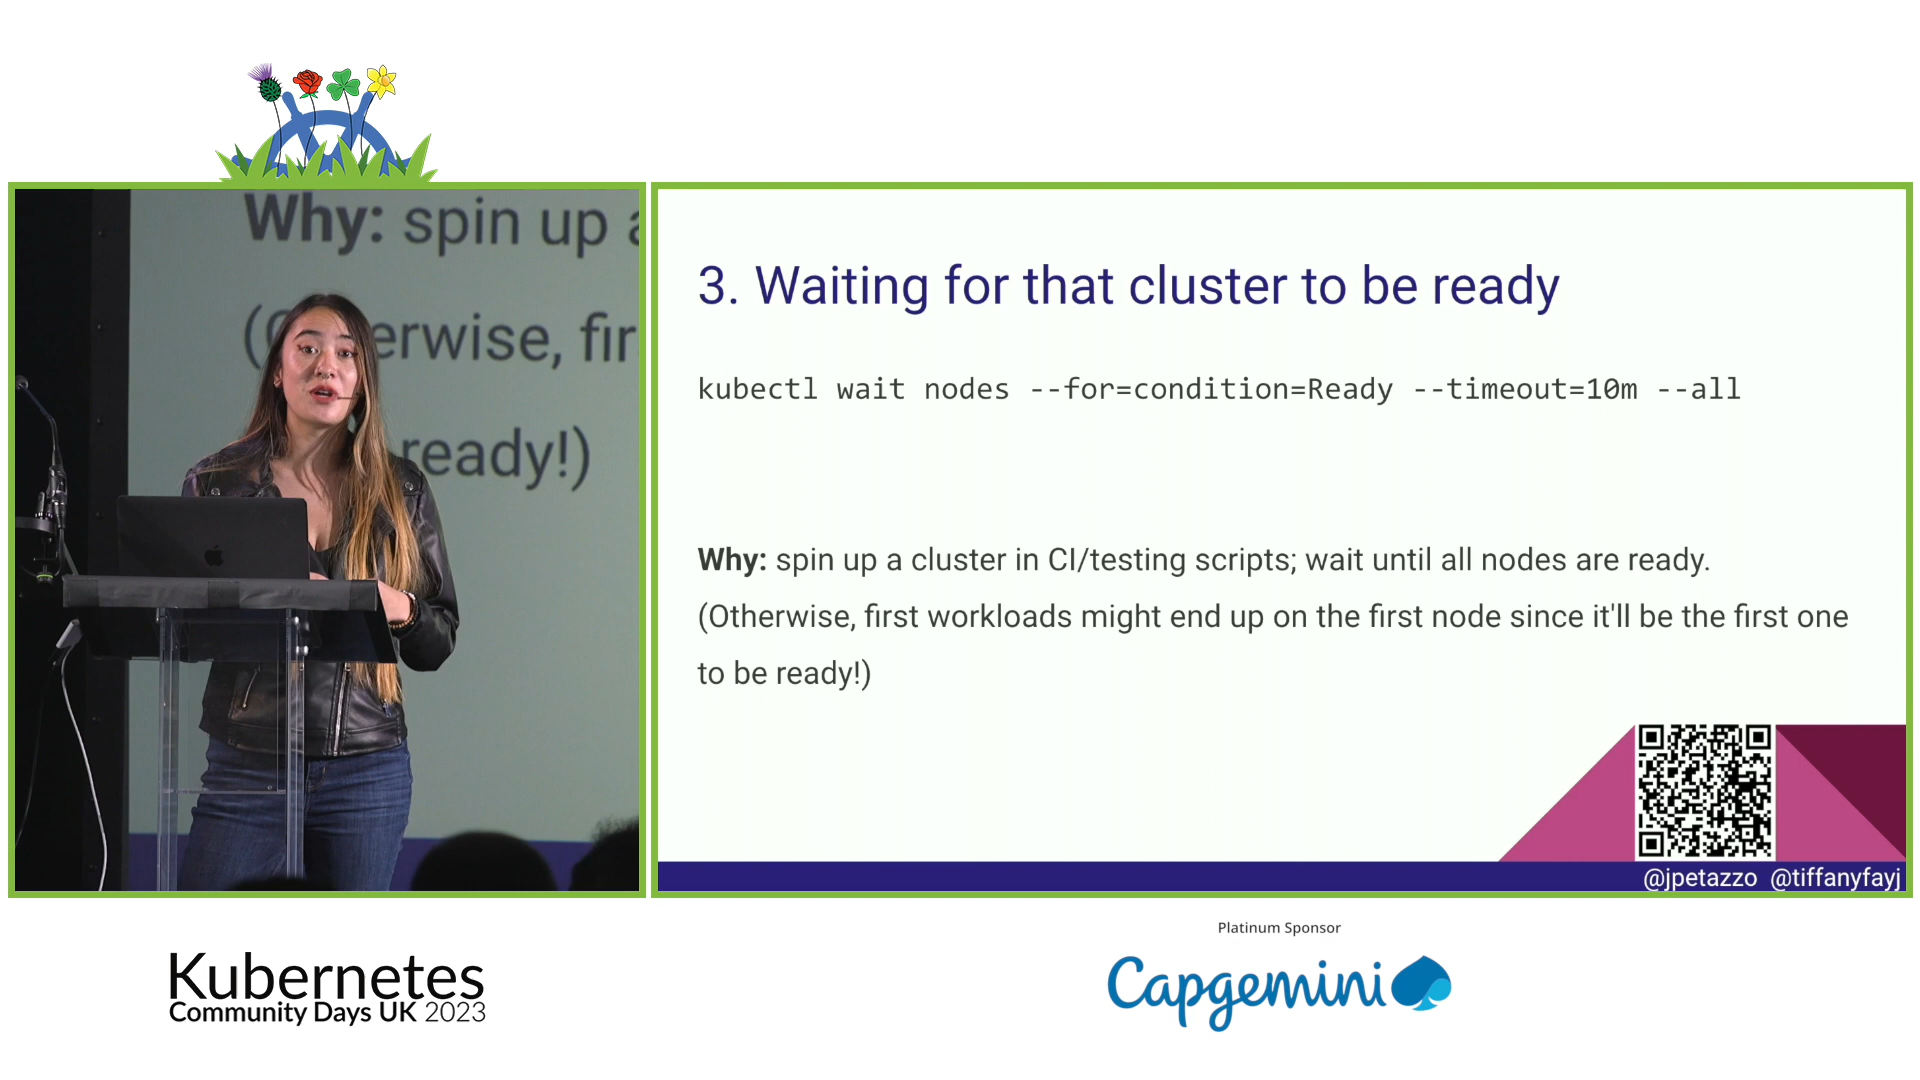 Why: spin up
erwise, fir
ready!)
3. Waiting for that cluster to be ready
kubectl wait nodes --for=condition=Ready --timeout=10m --all
Why: spin up a cluster in CI/testing scripts; wait until all nodes are ready.
(Otherwise, first workloads might end up on the first node since it'll be the first one
to be ready!)
@jpetazzo @tiffanyfayj
Platinum Sponsor
Capgemini
Kubernetes
Community Days UK 2023